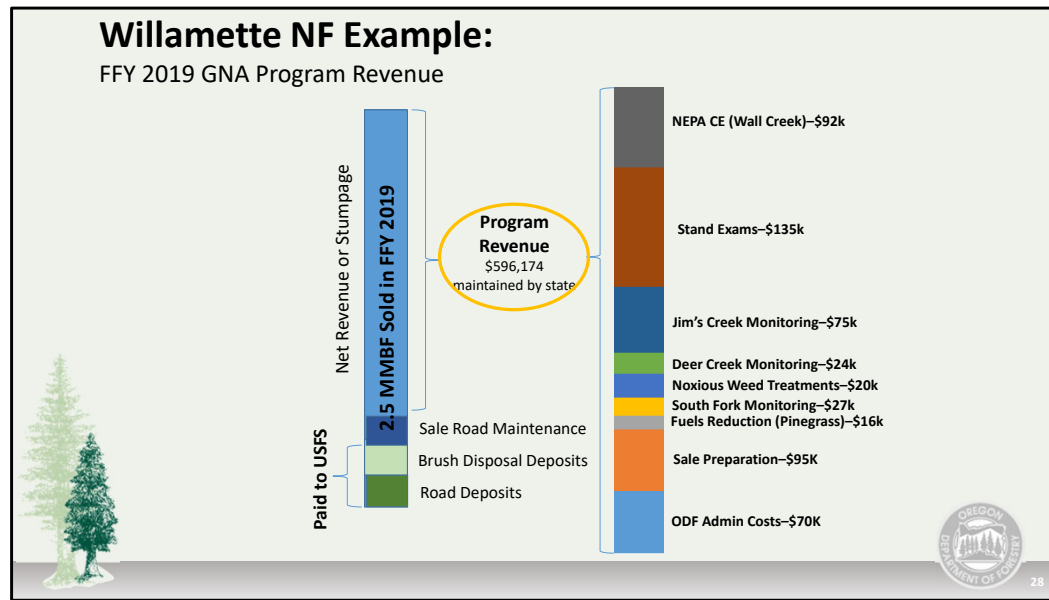 Willamette NF Example:
FFY 2019 GNA Program Revenue
Net Revenue or Stumpage
2.5 MMBF Sold in FFY 2019
Paid to USFS
Sale Road Maintenance
Brush Disposal Deposits
Road Deposits
Program
Revenue
$596,174
maintained by state
NEPA CE (Wall Creek)–$92k
Stand Exams–$135k
Jim's Creek Monitoring–$75k
Deer Creek Monitoring–$24k
Noxious Weed Treatments–$20k
South Fork Monitoring–$27k
Fuels Reduction (Pinegrass)–$16k
Sale Preparation–$95K
ODF Admin Costs–$70K
OREGON
DEPARTMENT OF FORESTRY
28